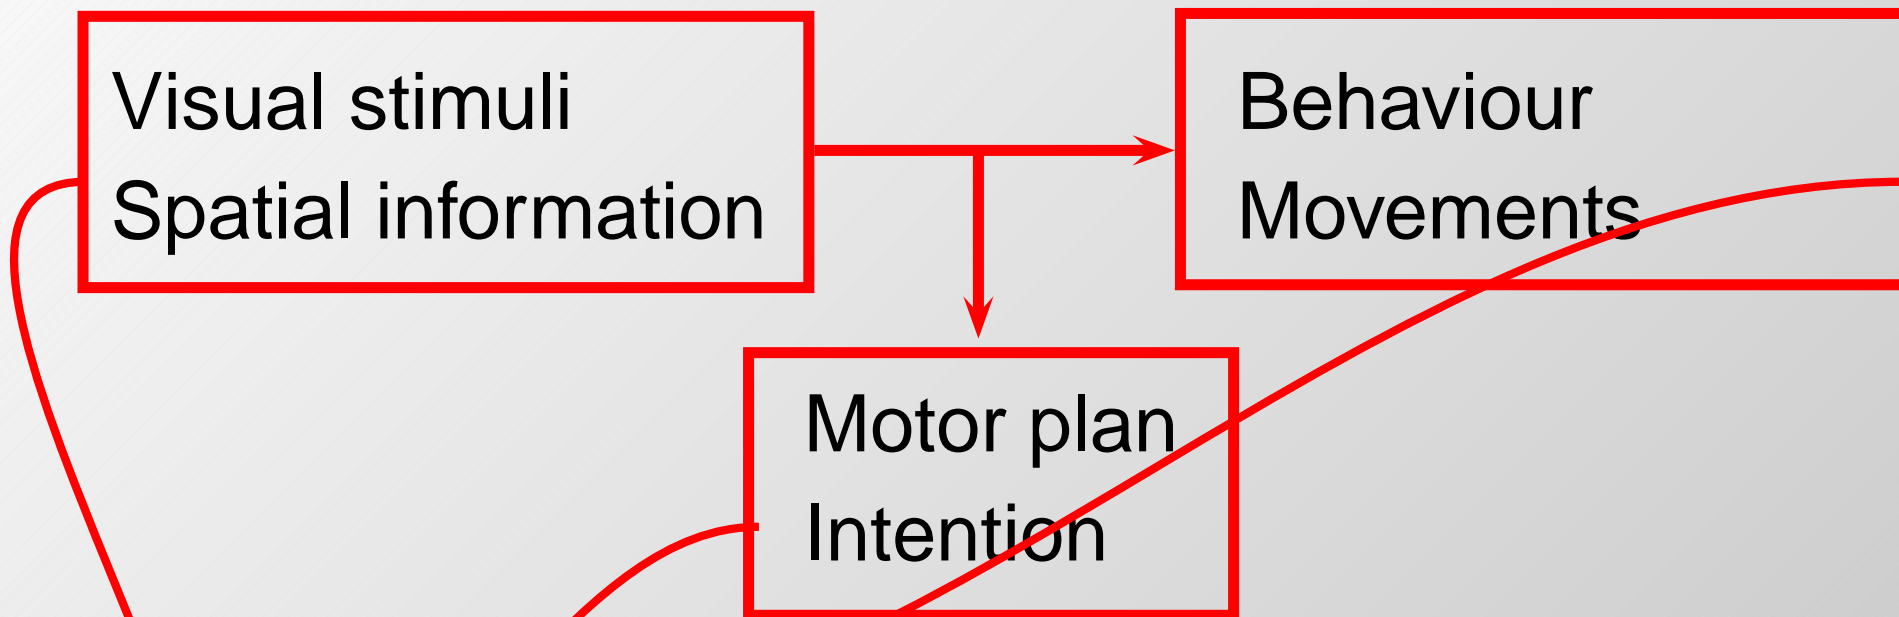 Visual stimuli
Spatial information
Behaviour
Movements
Motor plan
Intention